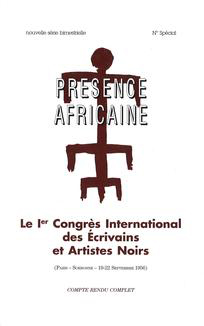 nouvelle série bimestrielle
N° Spécial
PRESENCE
AFRICAINE
Le Ier Congrès International
des Écrivains
et Artistes Noirs
(Paris – Sorbonne – 19-22 Septembre 1956)
COMPTE RENDU COMPLET